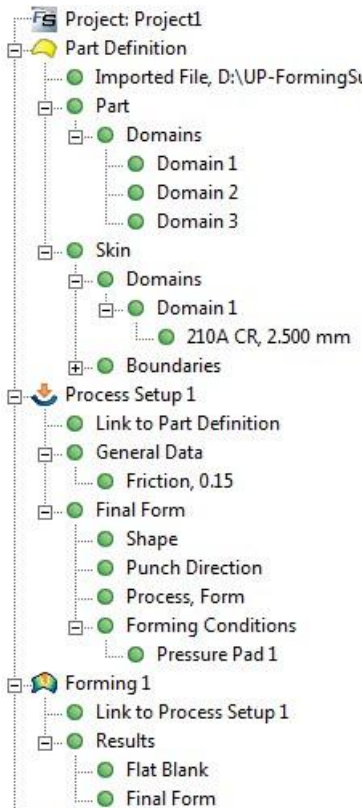 FS Project: Project1
Part Definition
Imported File, D:\UP-FormingSu
Part
Domains
Domain 1
Domain 2
Domain 3
Skin
Domains
Domain 1
210A CR, 2.500 mm
Boundaries
Process Setup 1
Link to Part Definition
General Data
Friction, 0.15
Final Form
Shape
Punch Direction
Process, Form
Forming Conditions
Pressure Pad 1
Forming 1
Link to Process Setup 1
Results
Flat Blank
Final Form